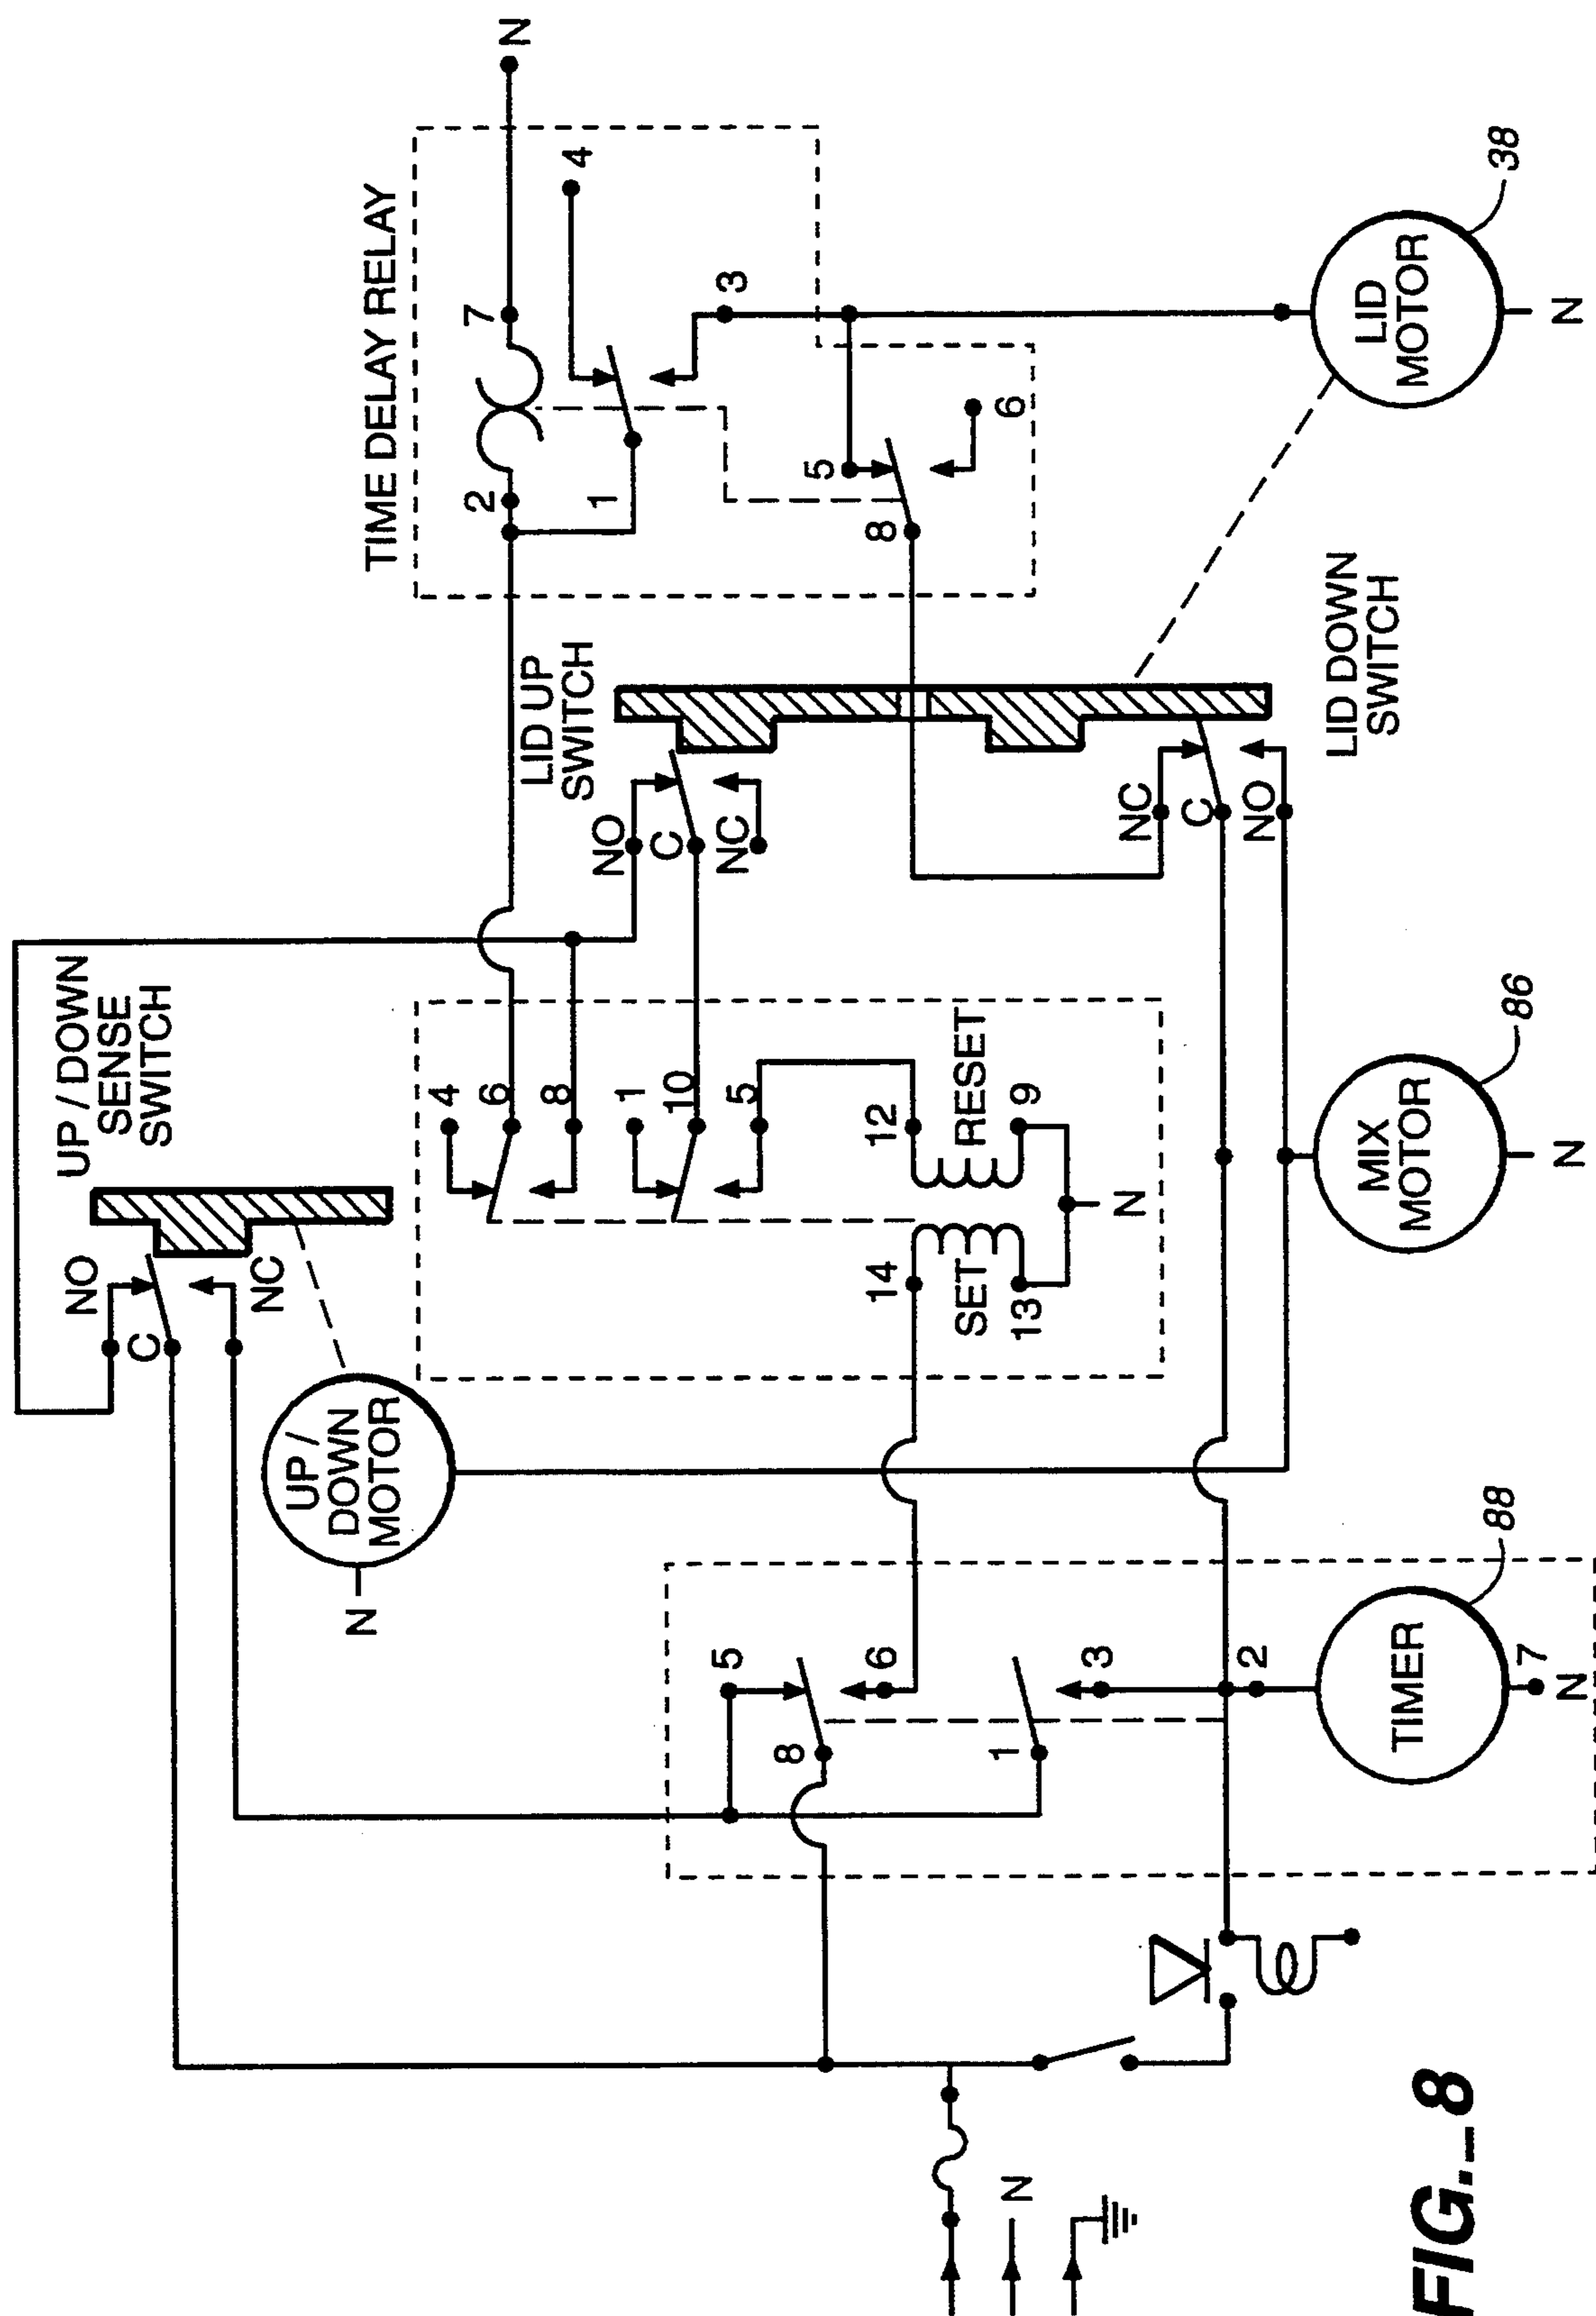 UP / DOWN
SENSE
SWITCH
NO
C
NC
UP /
DOWN
MOTOR
N
4
6
8
1
10
5
12
RESET
9
14
SET
13
N
LID UP
SWITCH
NO
C
NC
TIME DELAY RELAY
2
7
N
1
4
3
5
8
6
NC
C
NO
LID DOWN
SWITCH
LID
MOTOR
38
N
MIX
MOTOR
86
N
5
8
6
1
3
2
TIMER
88
7
N
N
FIG._8